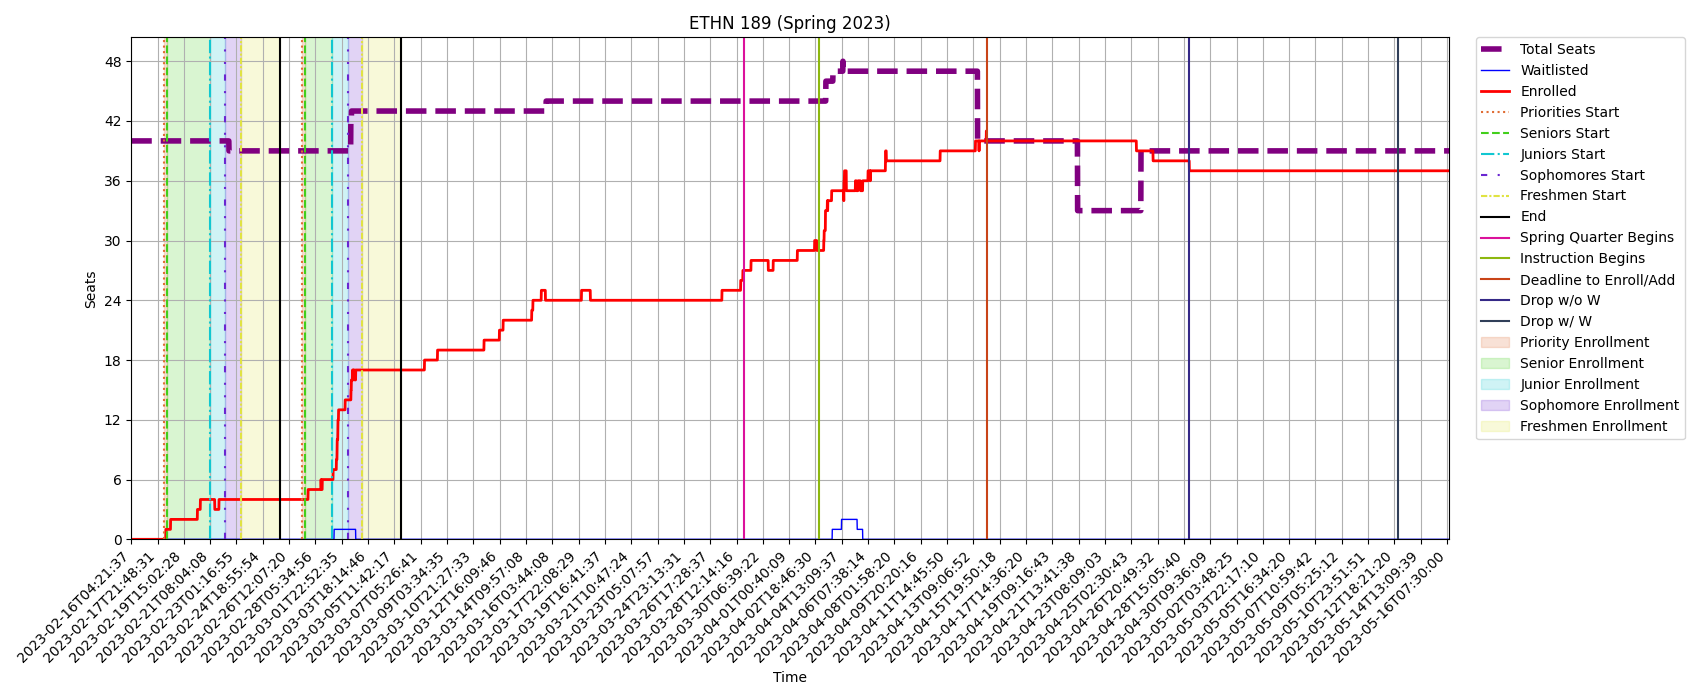 ETHN 189 (Spring 2023)
Seats
48
42
36
30
24
18
12
6
0
2023-02-16T04:21:37
2023-02-17T21:48:31
2023-02-19T15:02:28
2023-02-21T08:04:08
2023-02-23T01:16:55
2023-02-24T18:55:54
2023-02-26T12:07:20
2023-02-28T05:34:56
2023-03-01T22:52:35
2023-03-03T18:14:46
2023-03-05T11:42:17
2023-03-07T05:26:41
2023-03-09T03:34:35
2023-03-10T21:27:33
2023-03-12T16:09:46
2023-03-14T09:57:08
2023-03-16T03:44:08
2023-03-17T22:08:29
2023-03-19T16:41:37
2023-03-21T10:47:24
2023-03-23T05:07:57
2023-03-24T23:13:31
2023-03-26T17:28:37
2023-03-28T12:14:16
2023-03-30T06:39:22
2023-04-01T00:40:09
2023-04-02T18:46:30
2023-04-04T13:09:37
2023-04-06T07:38:14
2023-04-08T01:58:20
2023-04-09T20:20:16
2023-04-11T14:45:50
2023-04-13T09:06:52
2023-04-15T19:50:18
2023-04-17T14:36:20
2023-04-19T09:16:43
2023-04-21T13:41:38
2023-04-23T08:09:03
2023-04-25T02:30:43
2023-04-26T20:49:32
2023-04-28T15:05:40
2023-04-30T09:36:09
2023-05-02T03:48:25
2023-05-03T22:17:10
2023-05-05T16:34:20
2023-05-07T10:59:42
2023-05-09T05:25:12
2023-05-10T23:51:51
2023-05-12T18:21:20
2023-05-14T13:09:39
2023-05-16T07:30:00
Time
Total Seats
Waitlisted
Enrolled
Priorities Start
Seniors Start
Juniors Start
Sophomores Start
Freshmen Start
End
Spring Quarter Begins
Instruction Begins
Deadline to Enroll/Add
Drop w/o W
Drop w/ W
Priority Enrollment
Senior Enrollment
Junior Enrollment
Sophomore Enrollment
Freshmen Enrollment